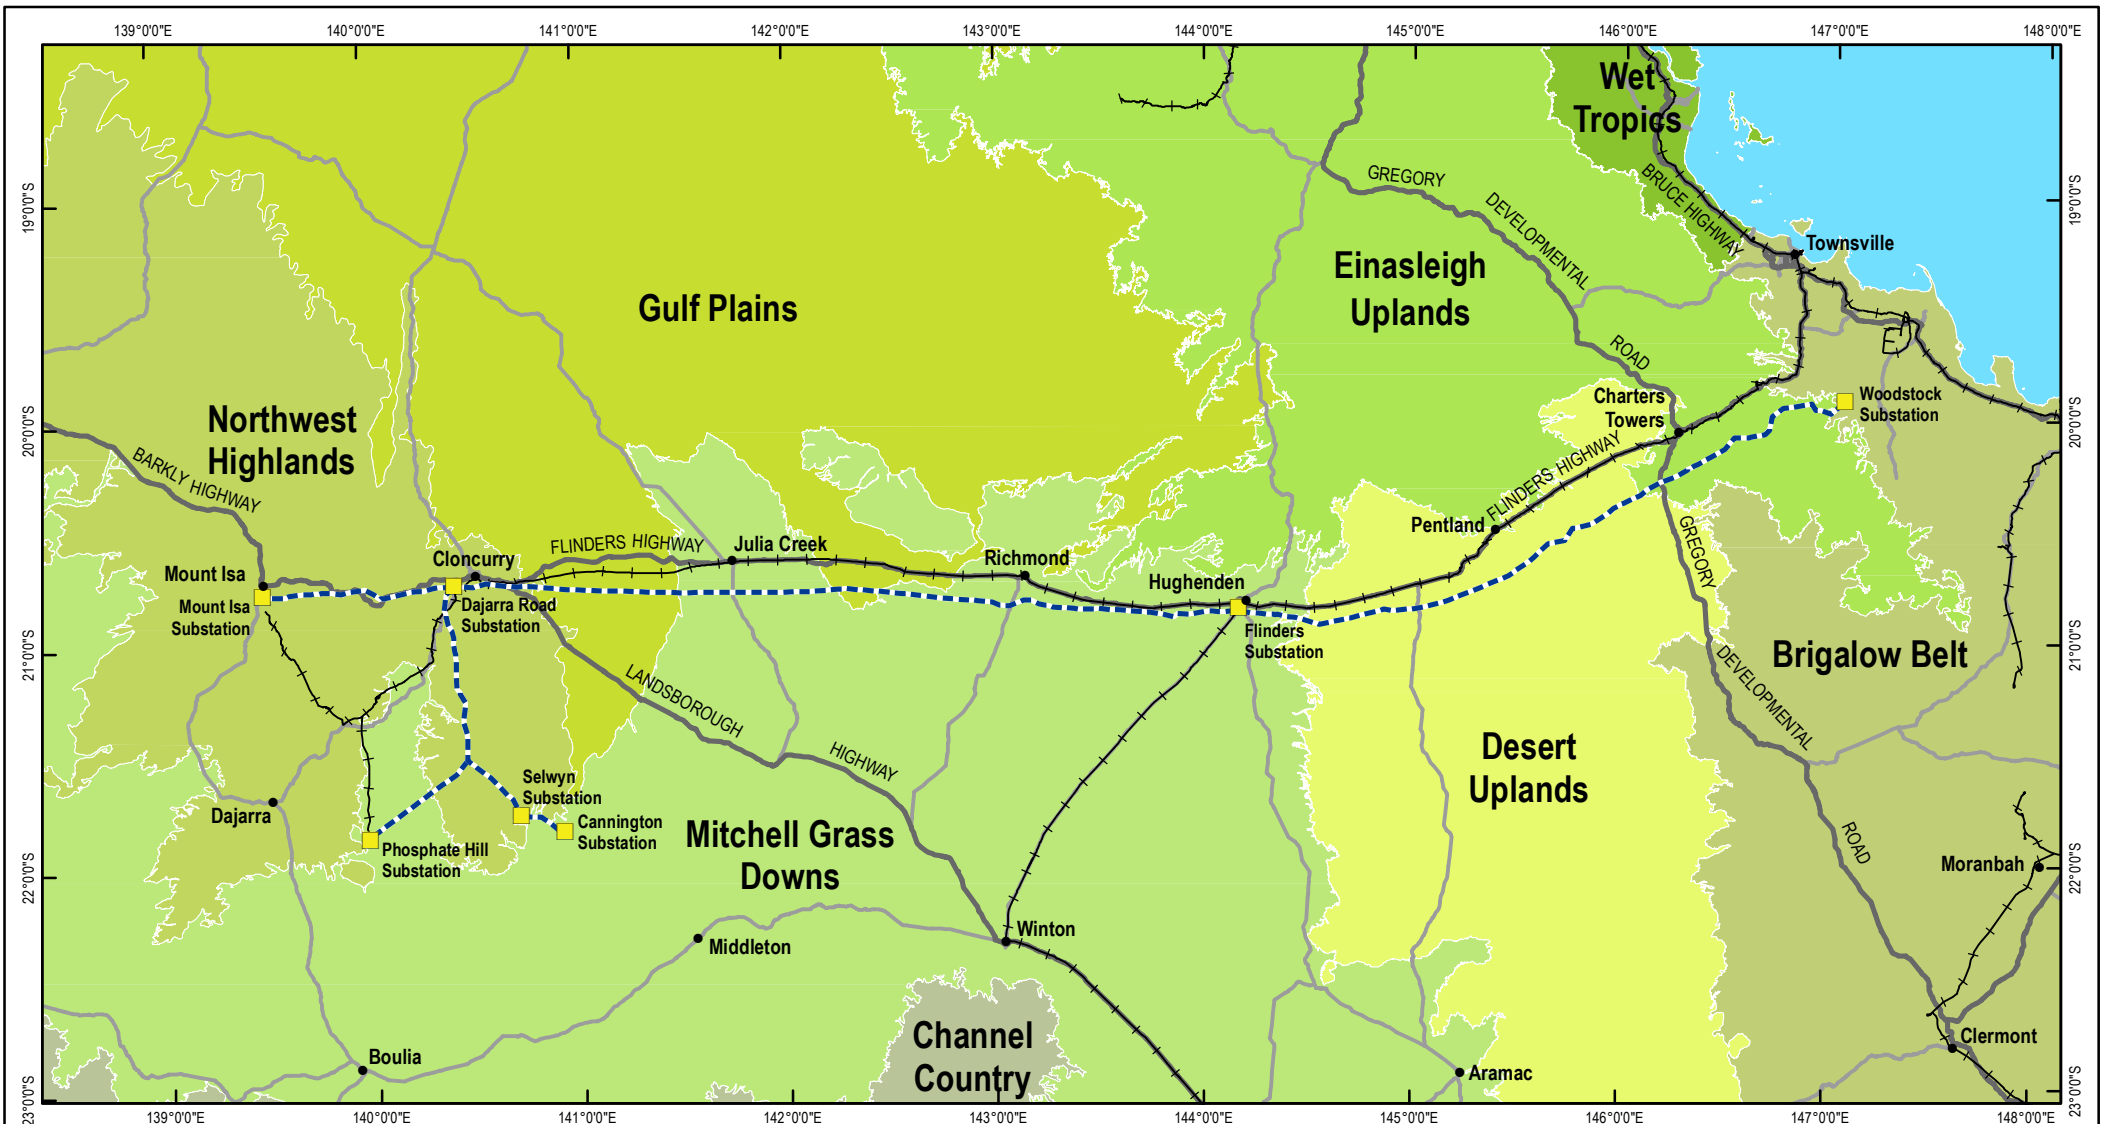 139°0'0"E
140°0'0"E
141°0'0"E
142°0'0"E
143°0'0"E
144°0'0"E
145°0'0"E
146°0'0"E
147°0'0"E
148°0'0"E
Wet
Tropics
GREGORY
DEVELOPMENTAL
ROAD
BRUCE HIGHWAY
19°0'0"S
19°0'0"S
Townsville
Einasleigh
Uplands
Gulf Plains
Northwest
Highlands
Charters
Towers
Woodstock
Substation
20°0'0"S
20°0'0"S
BARKLY HIGHWAY
FLINDERS HIGHWAY
Pentland
GREGORY
DEVELOPMENTAL
ROAD
FLINDERS HIGHWAY
Cloncurry
Julia Creek
Richmond
Hughenden
Mount Isa
Mount Isa
Substation
Dajarra Road
Substation
Flinders
Substation
21°0'0"S
21°0'0"S
Brigalow Belt
LANDSBOROUGH
HIGHWAY
Desert
Uplands
Selwyn
Substation
Dajarra
Cannington
Substation
Mitchell Grass
Downs
Phosphate Hill
Substation
22°0'0"S
22°0'0"S
Moranbah
Winton
Middleton
Channel
Country
Clermont
Boulia
Aramac
23°0'0"S
23°0'0"S
139°0'0"E
140°0'0"E
141°0'0"E
142°0'0"E
143°0'0"E
144°0'0"E
145°0'0"E
146°0'0"E
147°0'0"E
148°0'0"E